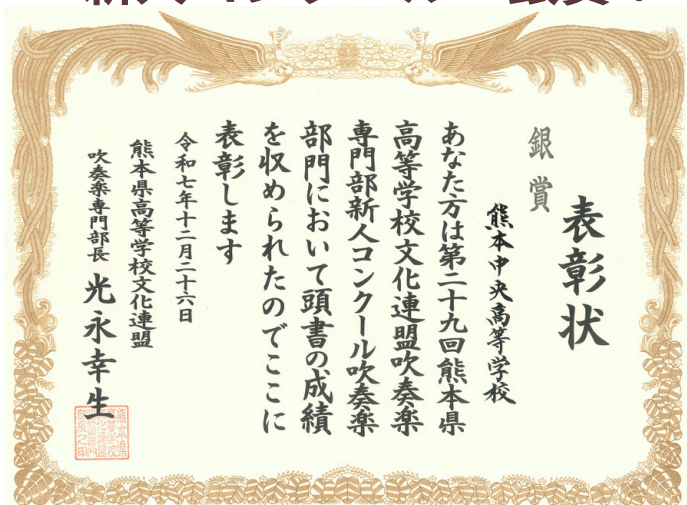 表彰状
銀賞
熊本中央高等学校
あなた方は第二十九回熊本県
高等学校文化連盟吹奏楽
専門部新人コンクール吹奏楽
部門において頭書の成績
を収められたのでここに
表彰します
令和七年十二月二十六日
熊本県高等学校文化連盟
吹奏楽専門部長 光永幸生